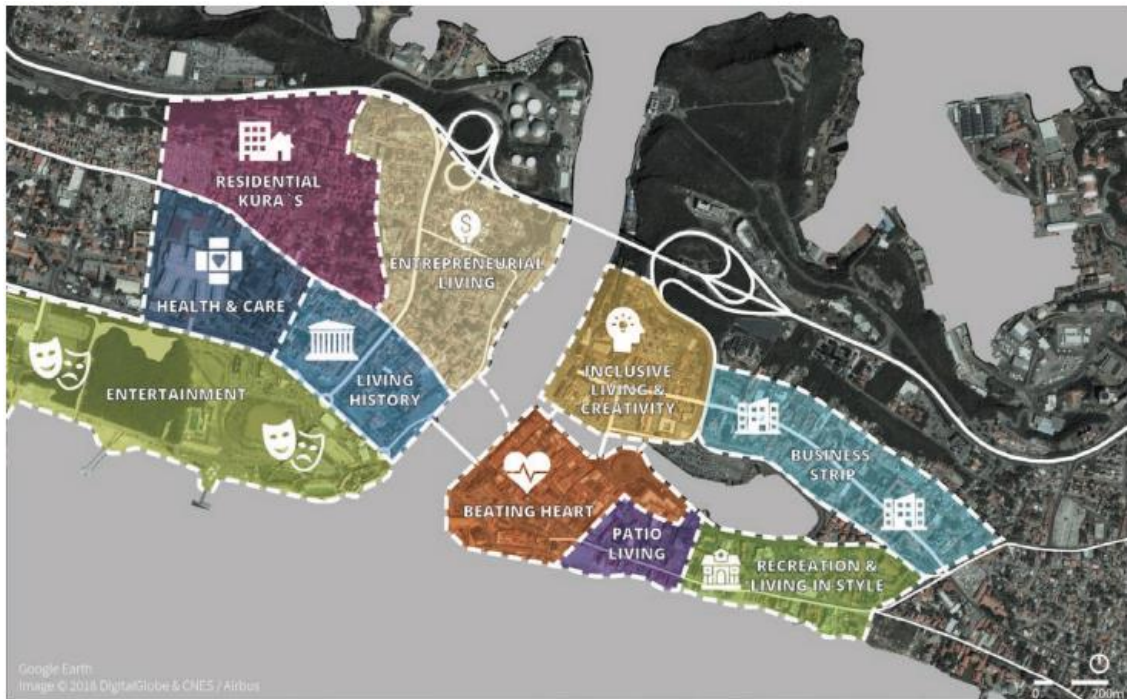 RESIDENTIAL
KURA`S
ENTREPRENEURIAL
LIVING
HEALTH & CARE
LIVING
HISTORY
ENTERTAINMENT
INCLUSIVE
LIVING &
CREATIVITY
BUSINESS
STRIP
BEATING HEART
PATIO
LIVING
RECREATION &
LIVING IN STYLE
Google Earth
Image © 2018 DigitalGlobe & CNES / Airbus
0 200m